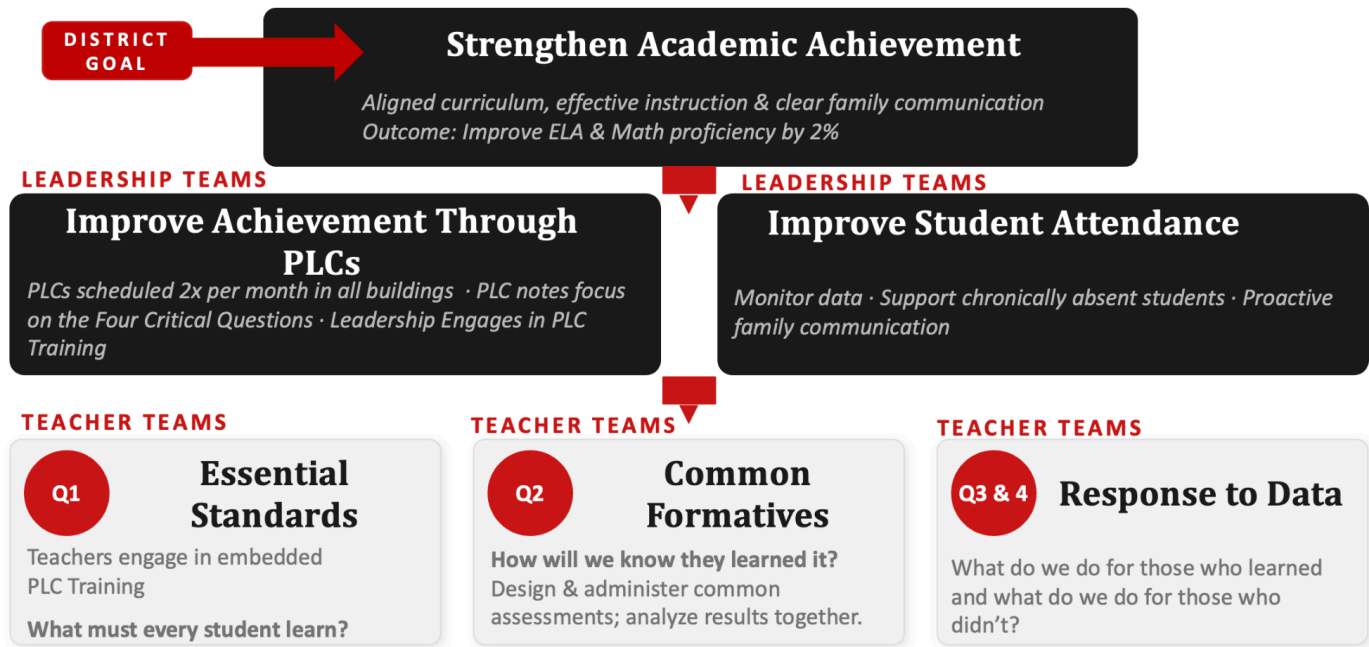 DISTRICT
GOAL
Strengthen Academic Achievement
Aligned curriculum, effective instruction & clear family communication
Outcome: Improve ELA & Math proficiency by 2%
LEADERSHIP TEAMS
Improve Achievement Through
PLCs
PLCs scheduled 2x per month in all buildings · PLC notes focus
on the Four Critical Questions · Leadership Engages in PLC
Training
LEADERSHIP TEAMS
Improve Student Attendance
Monitor data · Support chronically absent students · Proactive
family communication
TEACHER TEAMS
Q1
Essential
Standards
Teachers engage in embedded
PLC Training
What must every student learn?
TEACHER TEAMS
Q2
Common
Formatives
How will we know they learned it?
Design & administer common
assessments; analyze results together.
TEACHER TEAMS
Q3 & 4
Response to Data
What do we do for those who learned
and what do we do for those who
didn't?